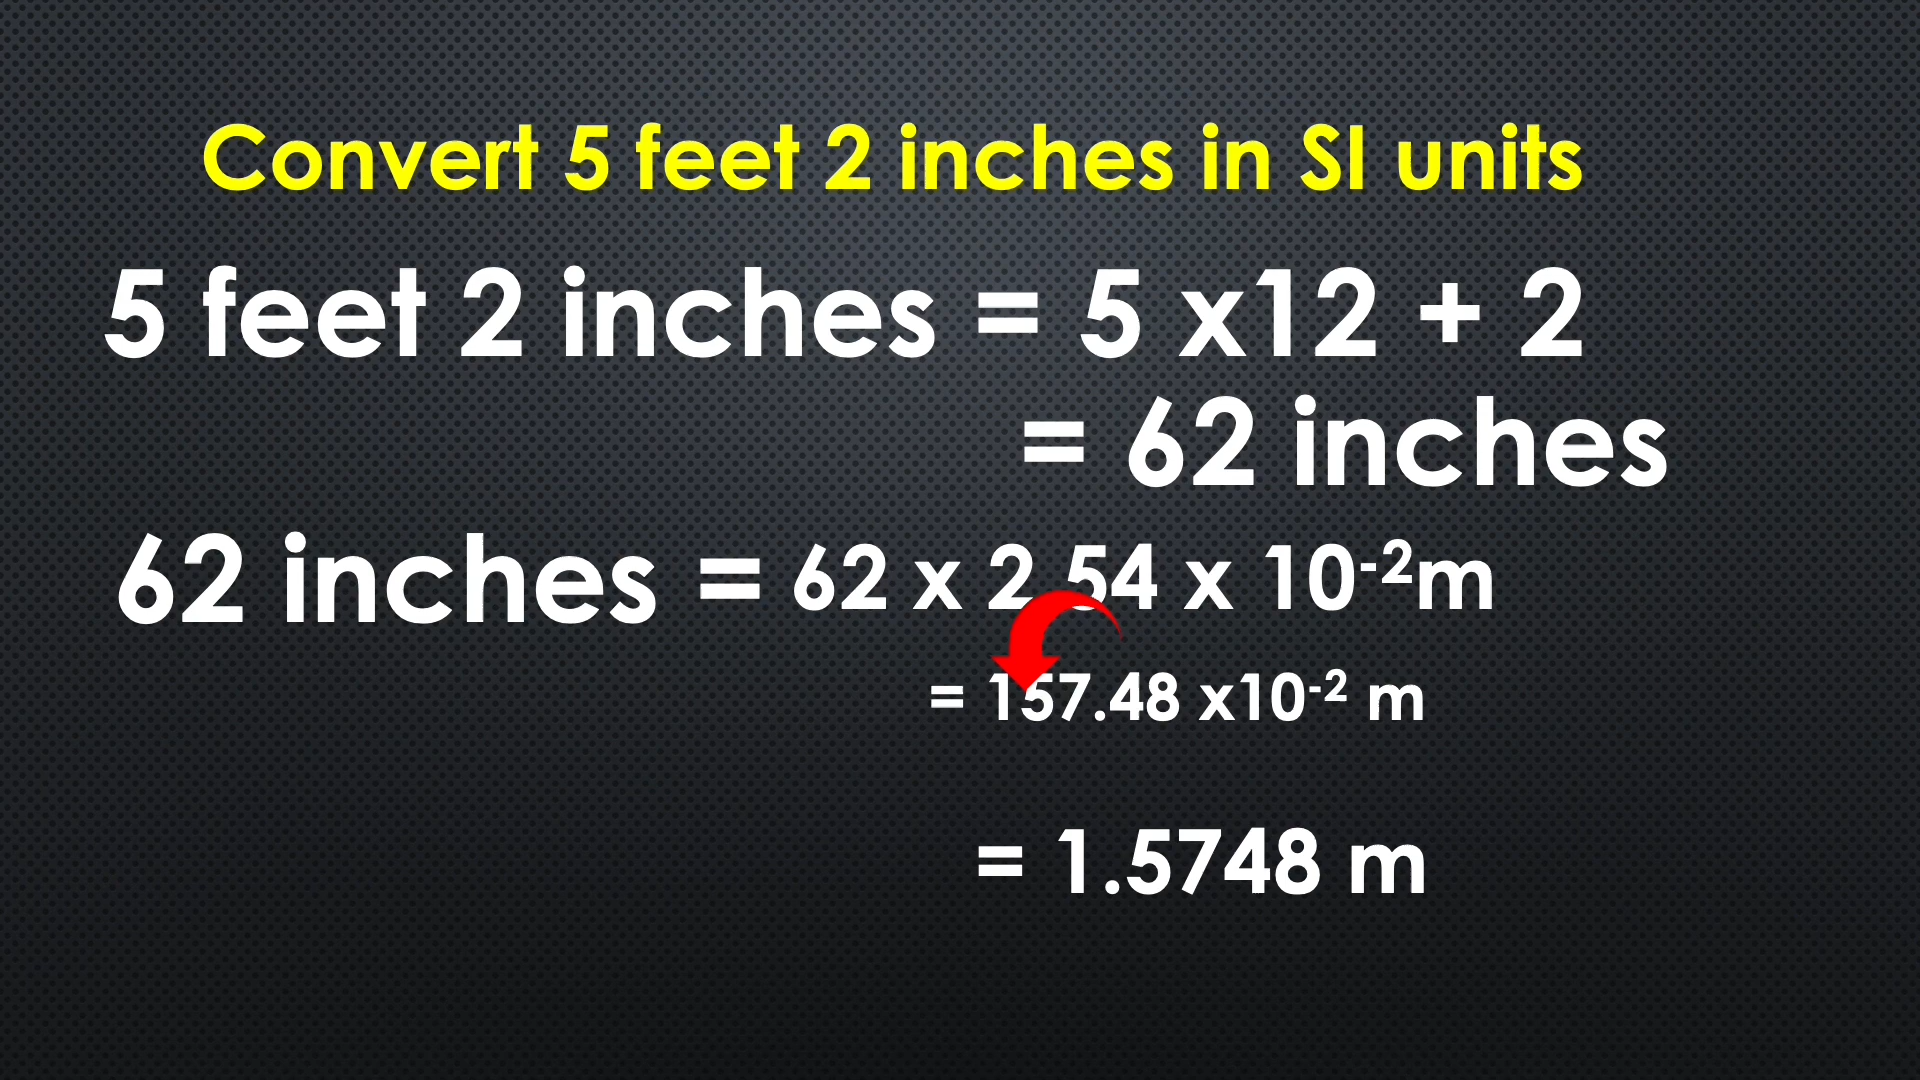 Convert 5 feet 2 inches in SI units
5 feet 2 inches = 5 x12 + 2
= 62 inches
62 inches = 62 x 2.54 x 10⁻²m
= 157.48 x10⁻² m
= 1.5748 m